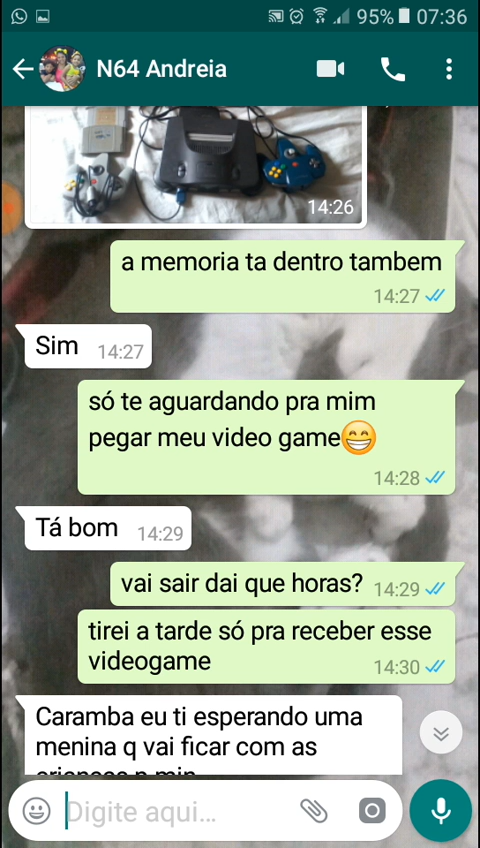 95% 07:36
N64 Andreia
14:26
a memoria ta dentro tambem
14:27
Sim 14:27
só te aguardando pra mim
pegar meu video game
14:28
Tá bom 14:29
vai sair dai que horas? 14:29
tirei a tarde só pra receber esse
videogame 14:30
Caramba eu ti esperando uma
menina q vai ficar com as
crianças p min
Digite aqui...